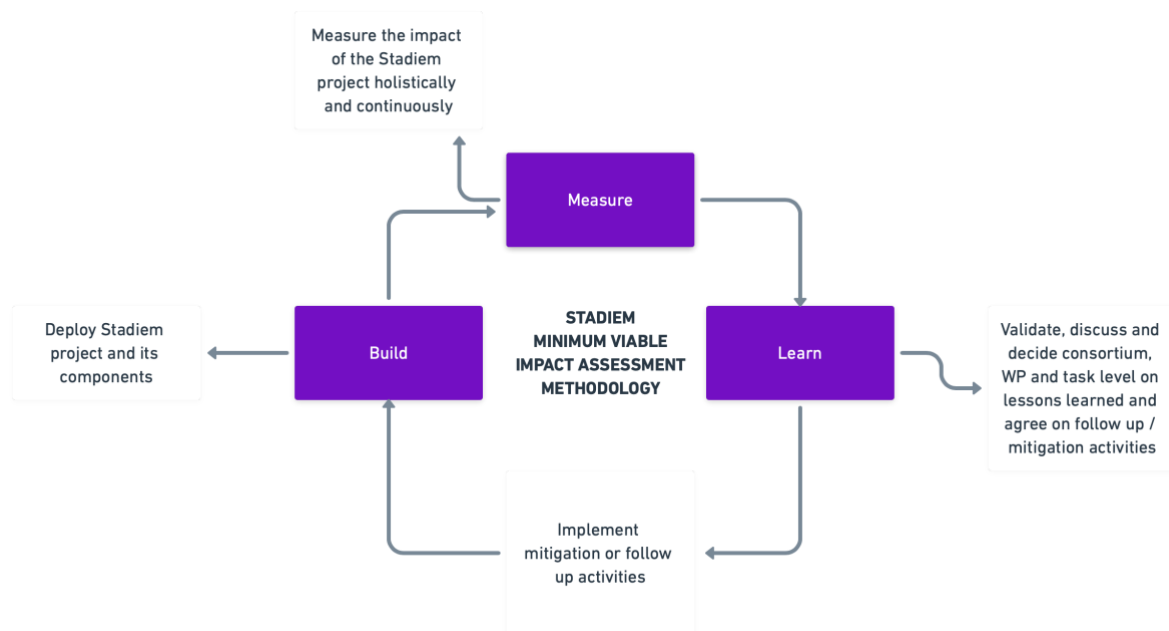 Measure the impact
of the Stadiem
project holistically
and continuously
Measure
Deploy Stadiem
project and its
components
Build
STADIEM
MINIMUM VIABLE
IMPACT ASSESSMENT
METHODOLOGY
Learn
Validate, discuss and
decide consortium,
WP and task level on
lessons learned and
agree on follow up /
mitigation activities
Implement
mitigation or follow
up activities